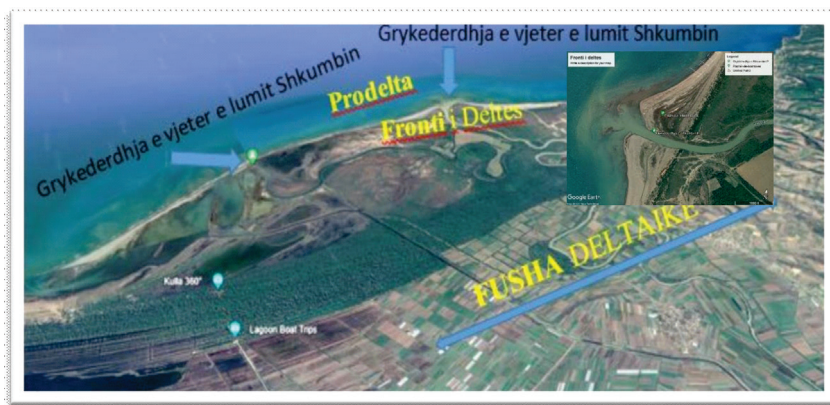 Grykederdhja e vjeter e lumit Shkumbin
Grykederdhja e vjeter e lumit Shkumbin
Prodelta
Fronti i Deltes
Fronti i deltes
Google Earth
FUSHA DELTAIKE
Kulla 360°
Lagoon Boat Trips